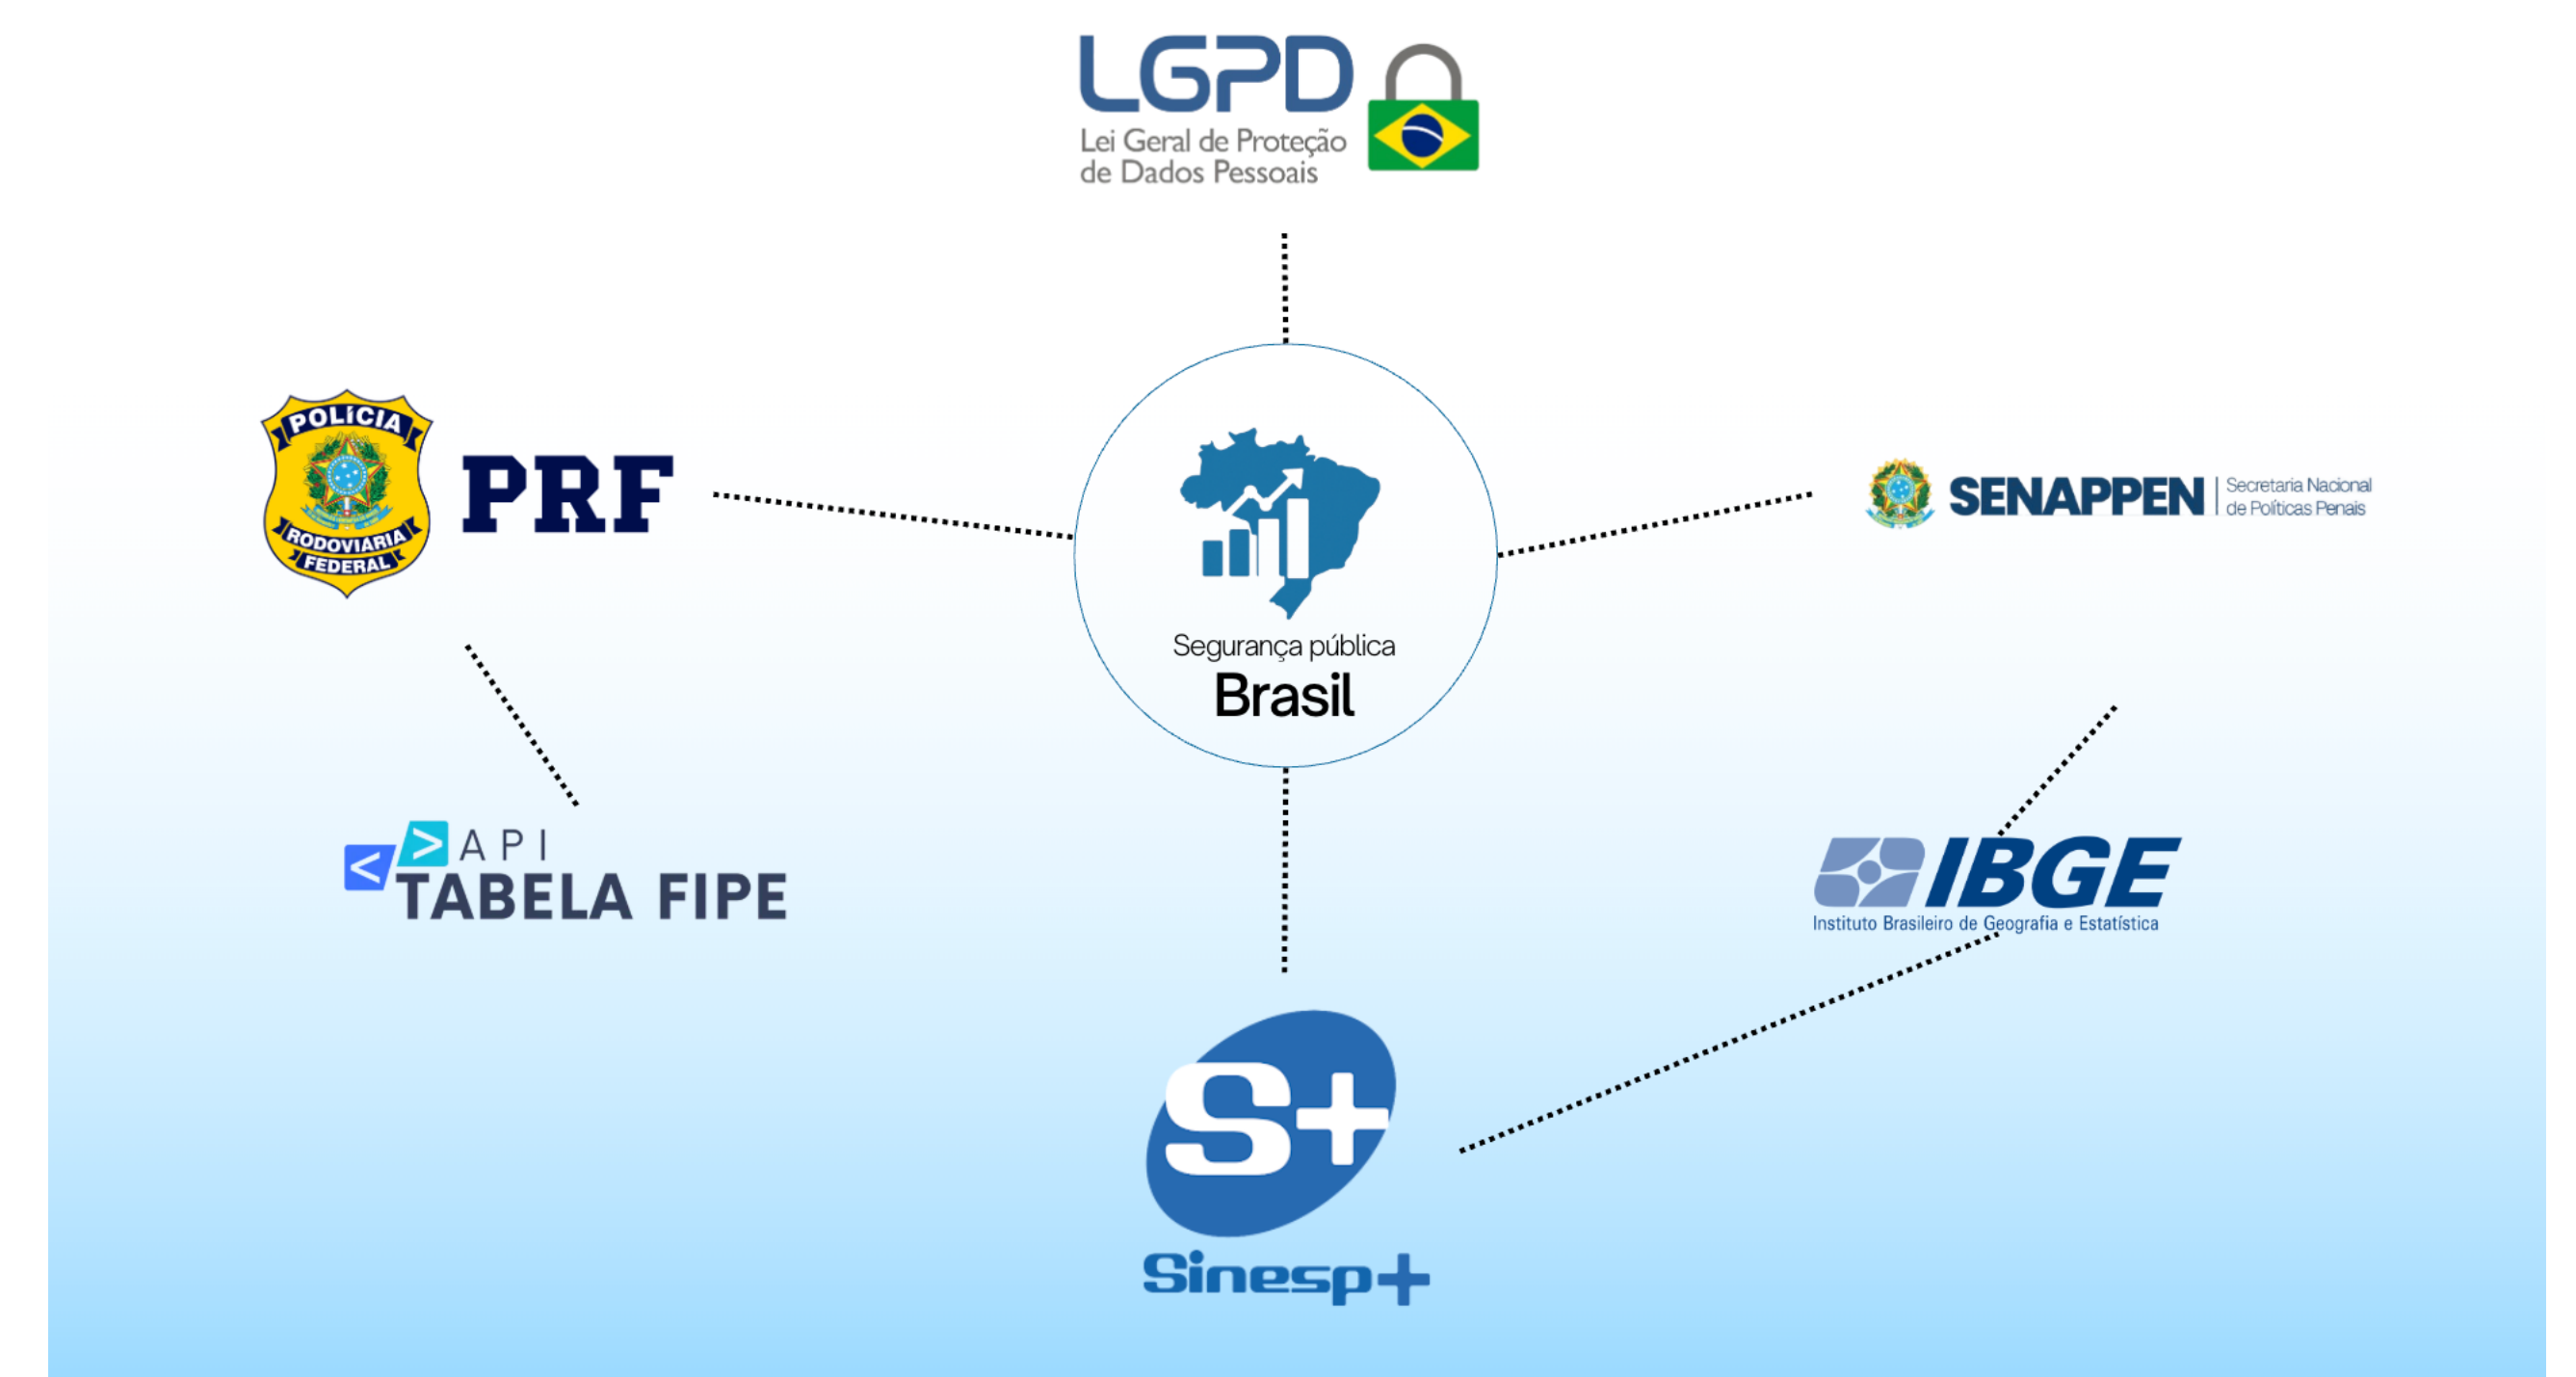 LGPD
Lei Geral de Proteção
de Dados Pessoais
POLÍCIA
RODOVIARIA
FEDERAL
PRF
SENAPPEN
Secretaria Nacional
de Políticas Penais
Segurança pública
Brasil
<> API
TABELA FIPE
IBGE
Instituto Brasileiro de Geografia e Estatística
S+
Sinesp+